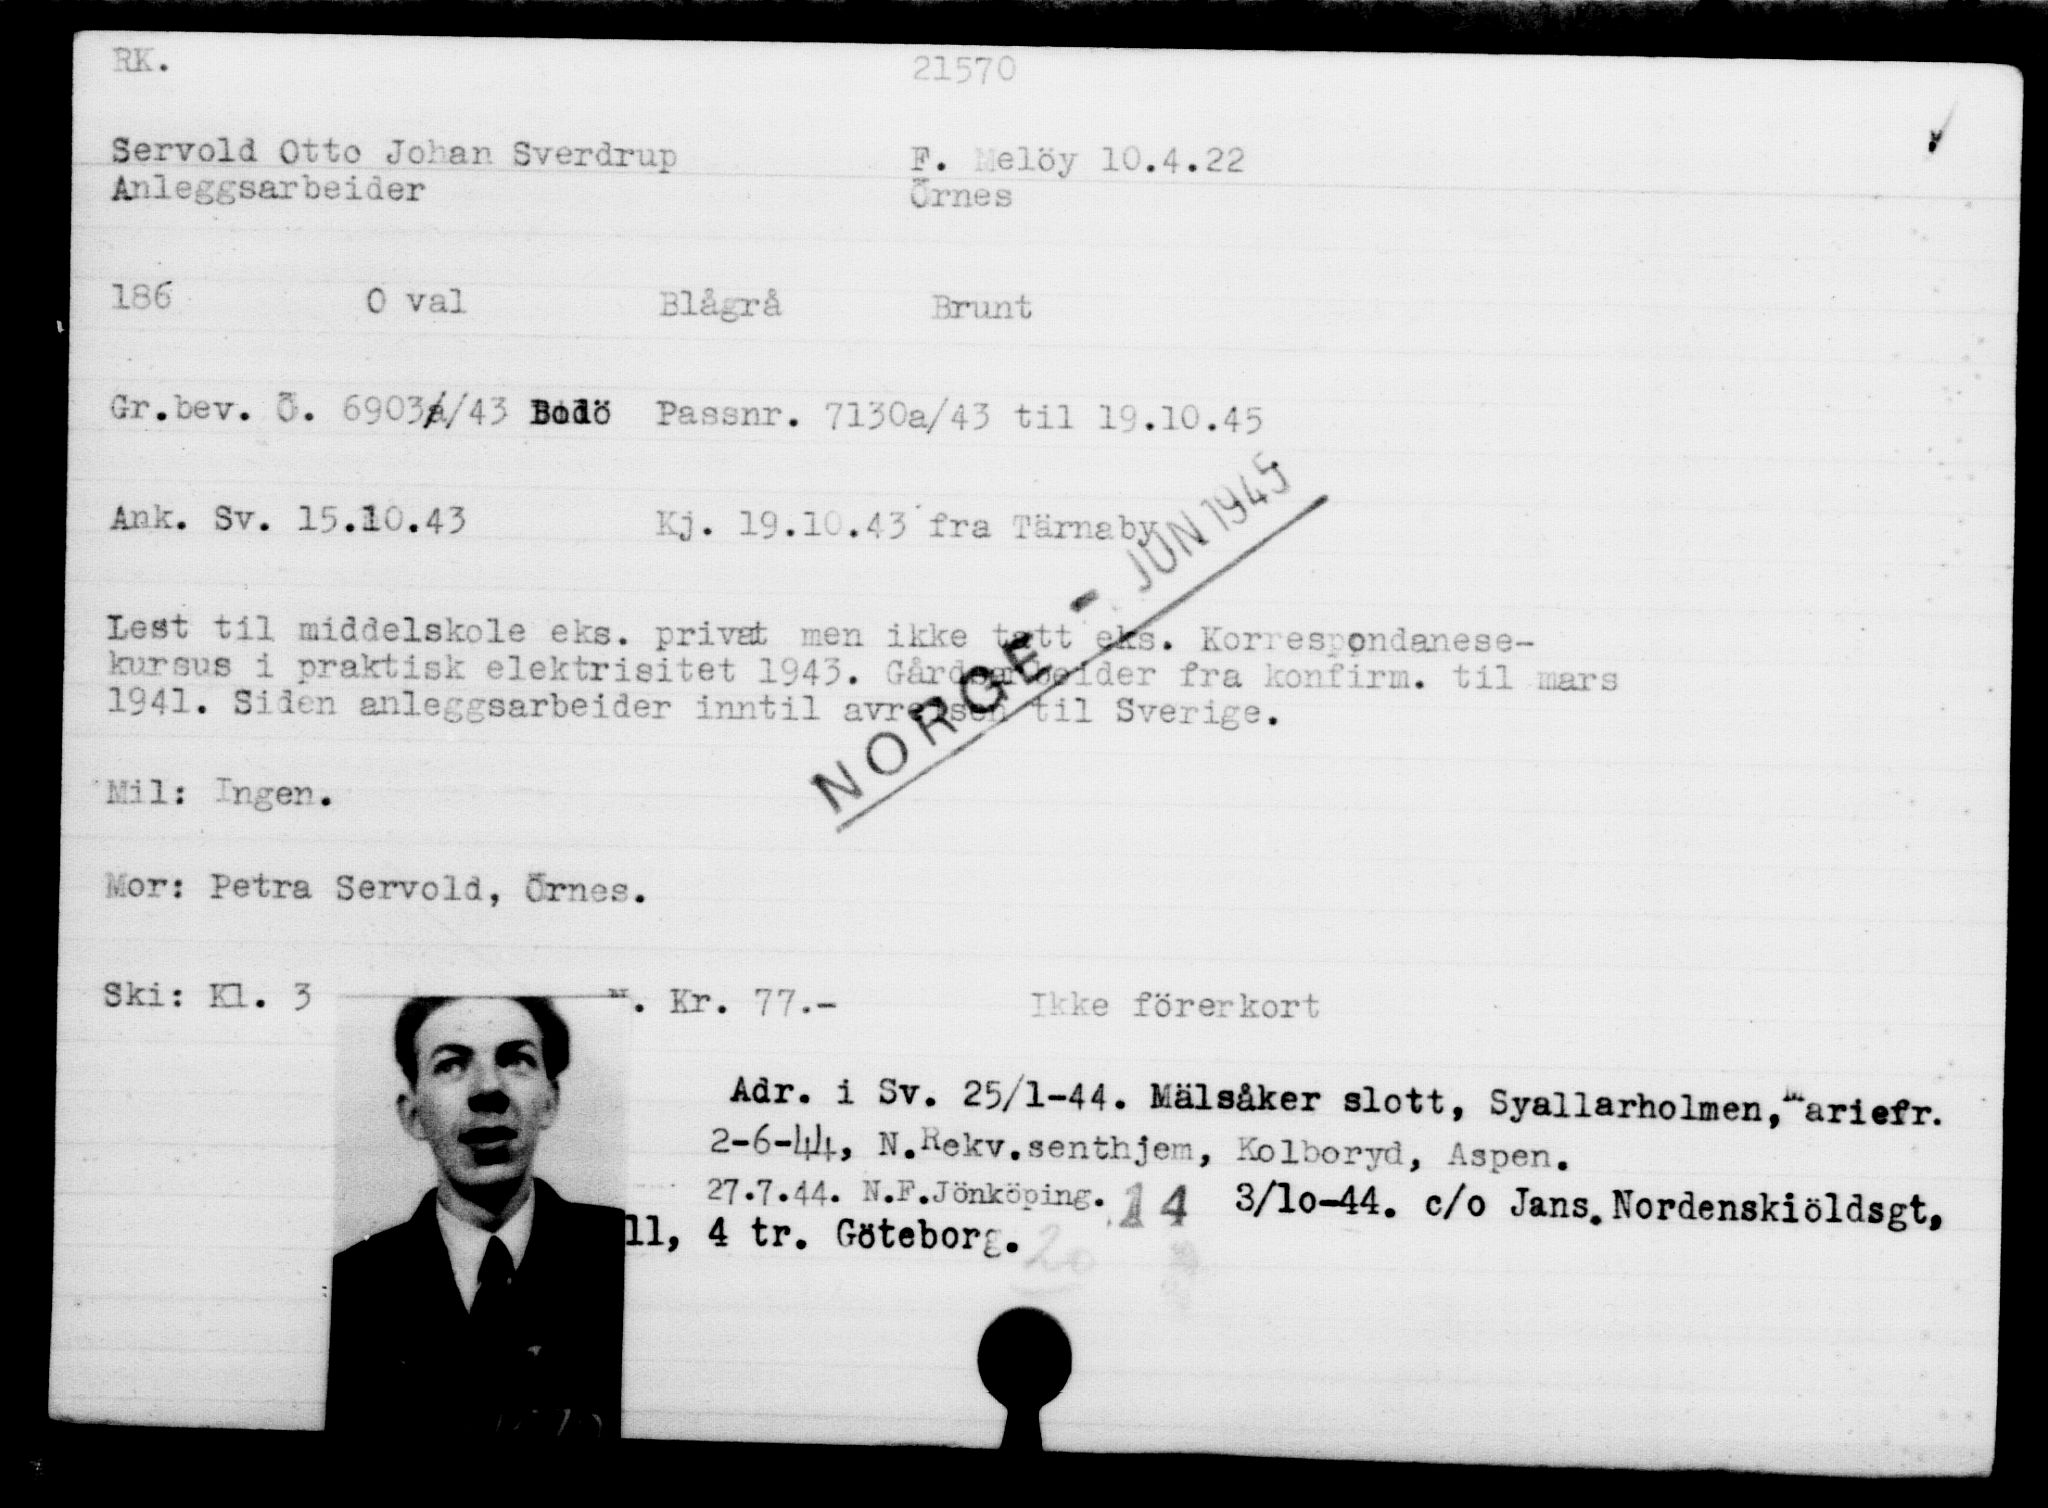 RK. 21570
Servold Otto Johan Sverdrup F. Melöy 10.4.22
Anleggsarbeider Örnes
186 O val Blågrå Brunt
Gr.bev. Ö. 6903a/43 Bodö Passnr. 7130a/43 til 19.10.45
Ank. Sv. 15.10.43 Kj. 19.10.43 fra Tärnaby
NORGE - JUN 1945
Lest til middelskole eks. privat men ikke tatt eks. Korrespondanese-
kursus i praktisk elektrisitet 1943. Gårdsarbeider fra konfirm. til mars
1941. Siden anleggsarbeider inntil avreisen til Sverige.
Mil: Ingen.
Mor: Petra Servold, Örnes.
Ski: Kl. 3 . Kr. 77.- Ikke förerkort
Adr. i Sv. 25/1-44. Mälsåker slott, Syallarholmen, Mariefr.
2-6-44, N.Rekv.senthjem, Kolboryd, Aspen.
27.7.44. N.F.Jönköping. 14 3/lo-44. c/o Jans. Nordenskiöldsgt,
11, 4 tr. Göteborg. 20